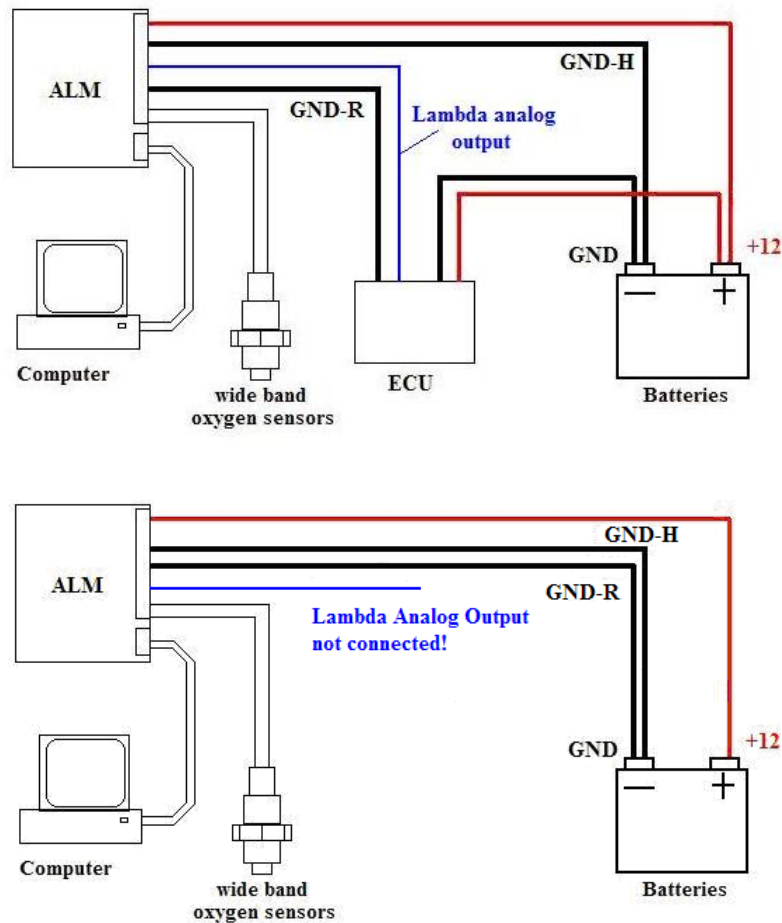 ALM
GND-H
GND-R
Lambda analog
output
GND
+12
Computer
wide band
oxygen sensors
ECU
Batteries
ALM
GND-H
GND-R
Lambda Analog Output
not connected!
GND
+12
Computer
wide band
oxygen sensors
Batteries